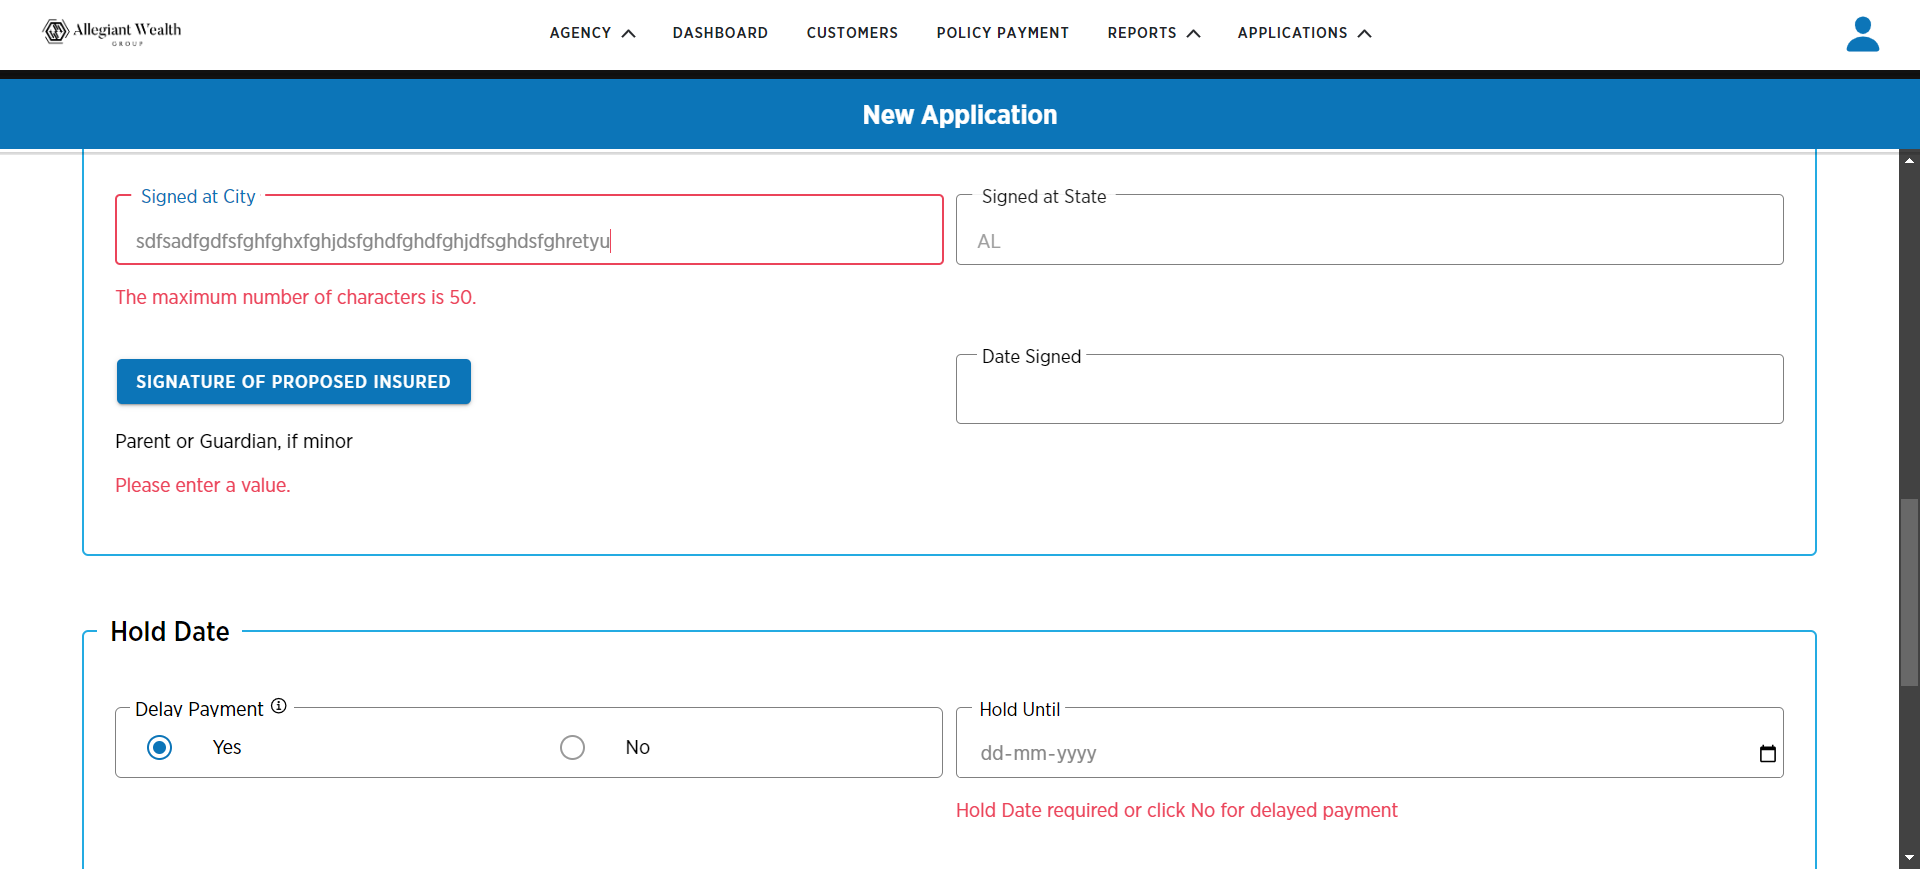 Allegiant Wealth
GROUP
AGENCY DASHBOARD CUSTOMERS POLICY PAYMENT REPORTS APPLICATIONS
New Application
Signed at City
sdfsadfgdfsfghfghxfghjdsfghdfghdfghjdfsghdsfghretyu
Signed at State
AL
The maximum number of characters is 50.
SIGNATURE OF PROPOSED INSURED
Date Signed
Parent or Guardian, if minor
Please enter a value.
Hold Date
Delay Payment
Yes No
Hold Until
dd-mm-yyyy
Hold Date required or click No for delayed payment